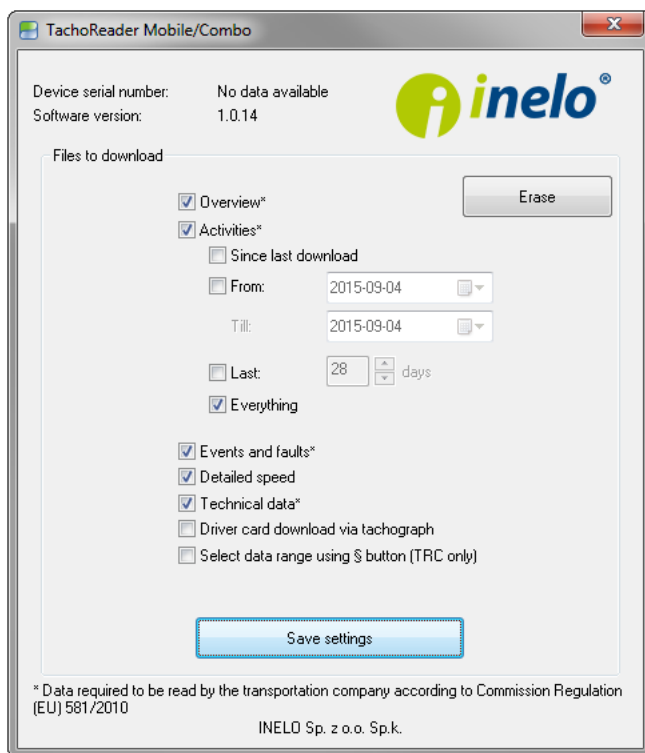 TachoReader Mobile/Combo
Device serial number: No data available
Software version: 1.0.14
inelo®
Files to download
Erase
Overview*
Activities*
Since last download
From: 2015-09-04
Till: 2015-09-04
Last: 28 days
Everything
Events and faults*
Detailed speed
Technical data*
Driver card download via tachograph
Select data range using § button (TRC only)
Save settings
* Data required to be read by the transportation company according to Commission Regulation
(EU) 581/2010
INELO Sp. z o.o. Sp.k.